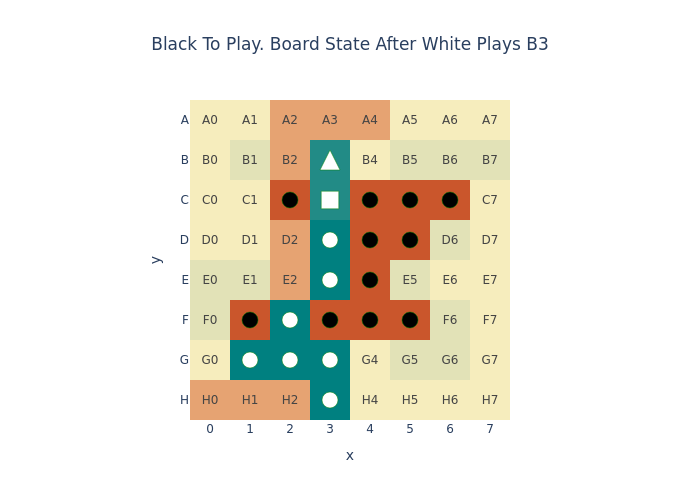 Black To Play. Board State After White Plays B3
A A0 A1 A2 A3 A4 A5 A6 A7
B B0 B1 B2 B4 B5 B6 B7
C C0 C1 C7
D D0 D1 D2 D6 D7
E E0 E1 E2 E5 E6 E7
F F0 F6 F7
G G0 G4 G5 G6 G7
H H0 H1 H2 H4 H5 H6 H7
0 1 2 3 4 5 6 7
x
y